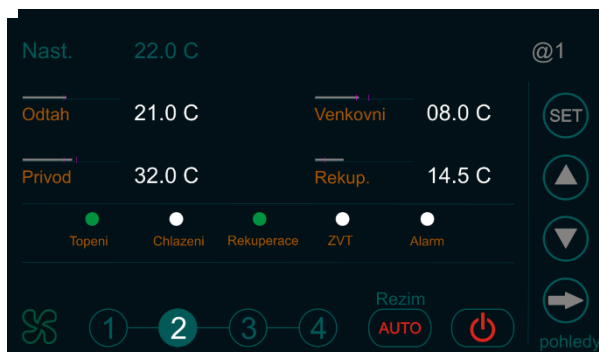 Nast. 22.0 C @1
Odtah 21.0 C Venkovni 08.0 C SET
Privod 32.0 C Rekup. 14.5 C
Topeni Chlazeni Rekuperace ZVT Alarm
Rezim
1 2 3 4 AUTO
pohledy